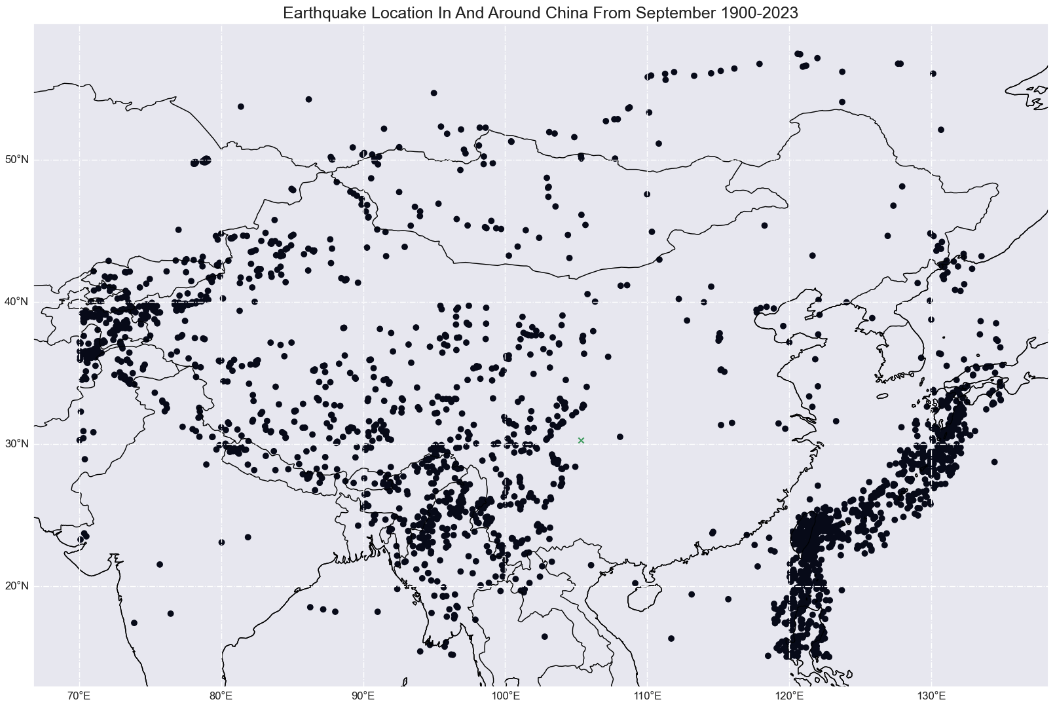 Earthquake Location In And Around China From September 1900-2023
50°N
40°N
30°N
20°N
70°E 80°E 90°E 100°E 110°E 120°E 130°E